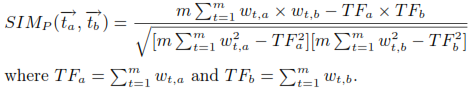 SIM_P(\vec{t_a}, \vec{t_b}) = \frac{m \sum_{t=1}^{m} w_{t,a} \times w_{t,b} - TF_a \times TF_b}{\sqrt{[m \sum_{t=1}^{m} w_{t,a}^2 - TF_a^2][m \sum_{t=1}^{m} w_{t,b}^2 - TF_b^2]}}
where TF_a = \sum_{t=1}^{m} w_{t,a} and TF_b = \sum_{t=1}^{m} w_{t,b}.